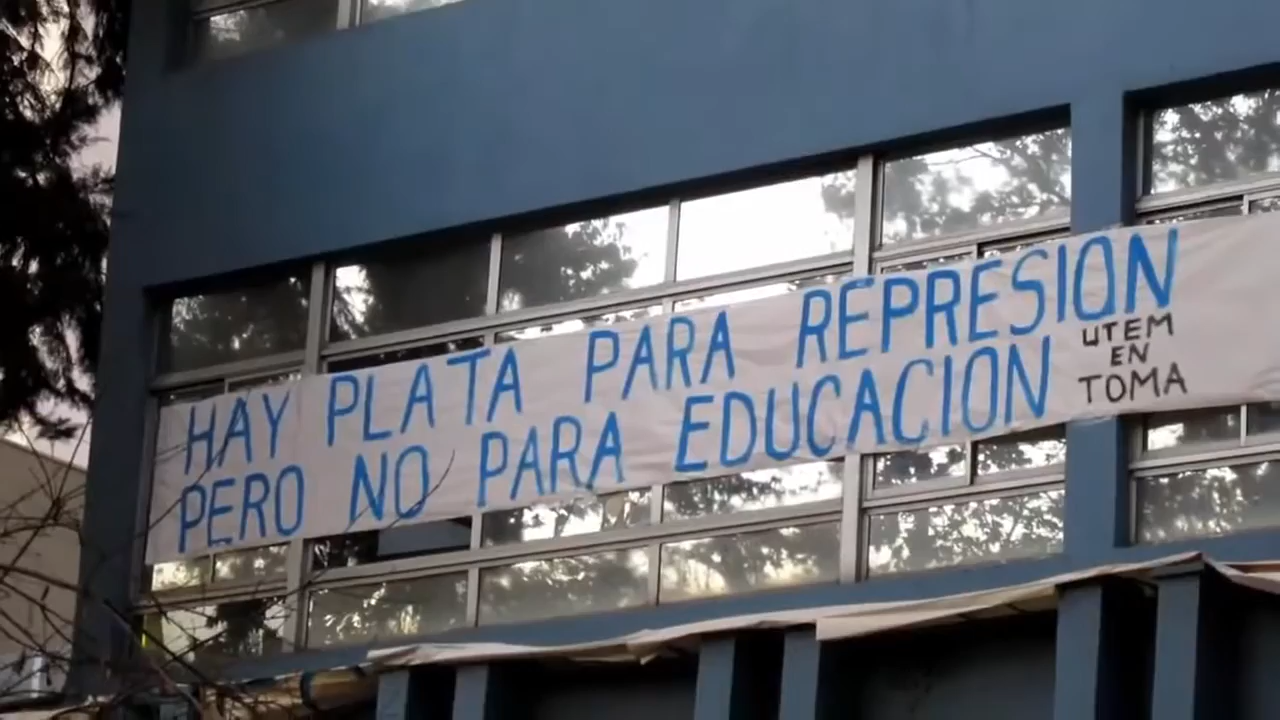 HAY PLATA PARA REPRESION
PERO NO PARA EDUCACION
UTEM
EN
TOMA